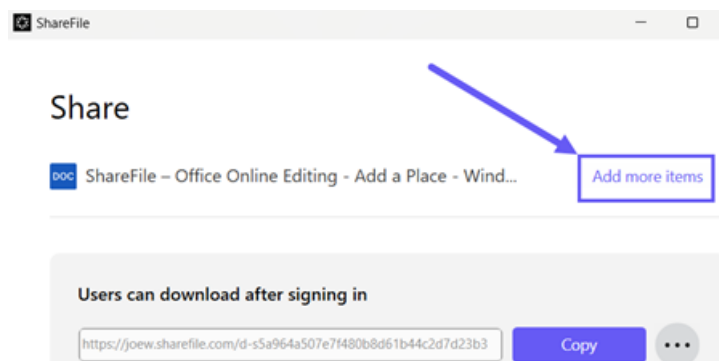 ShareFile
Share
DOC ShareFile – Office Online Editing - Add a Place - Wind... Add more items
Users can download after signing in
https://joew.sharefile.com/d-s5a964a507e7f480b8d61b44c2d7d23b3 Copy